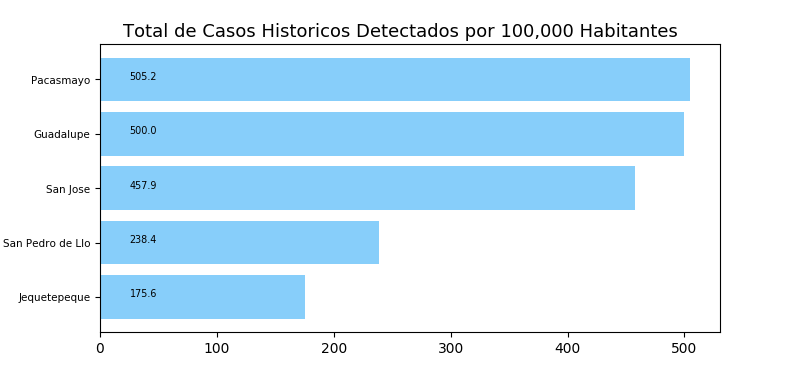 Total de Casos Historicos Detectados por 100,000 Habitantes
Pacasmayo 505.2
Guadalupe 500.0
San Jose 457.9
San Pedro de Llo 238.4
Jequetepeque 175.6
0 100 200 300 400 500